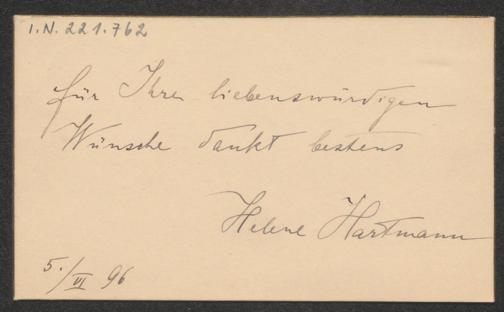 I.N. 221.762
für Ihre liebenswürdigen
Wünsche dankt bestens
Helene Hartmann
5./VI 96